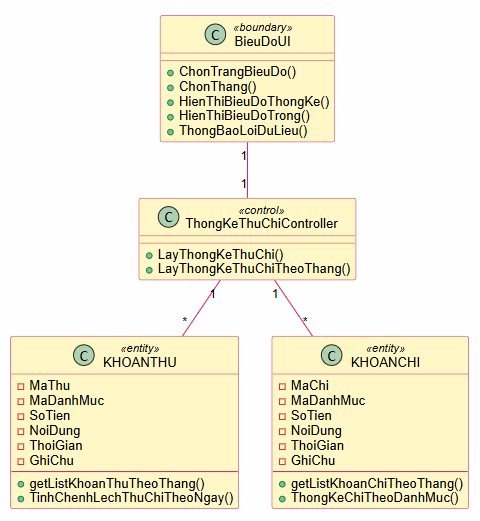 C
«boundary»
BieuDoUI
ChonTrangBieuDo()
ChonThang()
HienThiBieuDoThongKe()
HienThiBieuDoTrong()
ThongBaoLoiDuLieu()
1
1
C
«control»
ThongKeThuChiController
LayThongKeThuChi()
LayThongKeThuChiTheoThang()
1
1
*
*
C
«entity»
KHOANTHU
MaThu
MaDanhMuc
SoTien
NoiDung
ThoiGian
GhiChu
getListKhoanThuTheoThang()
TinhChenhLechThuChiTheoNgay()
C
«entity»
KHOANCHI
MaChi
MaDanhMuc
SoTien
NoiDung
ThoiGian
GhiChu
getListKhoanChiTheoThang()
ThongKeChiTheoDanhMuc()